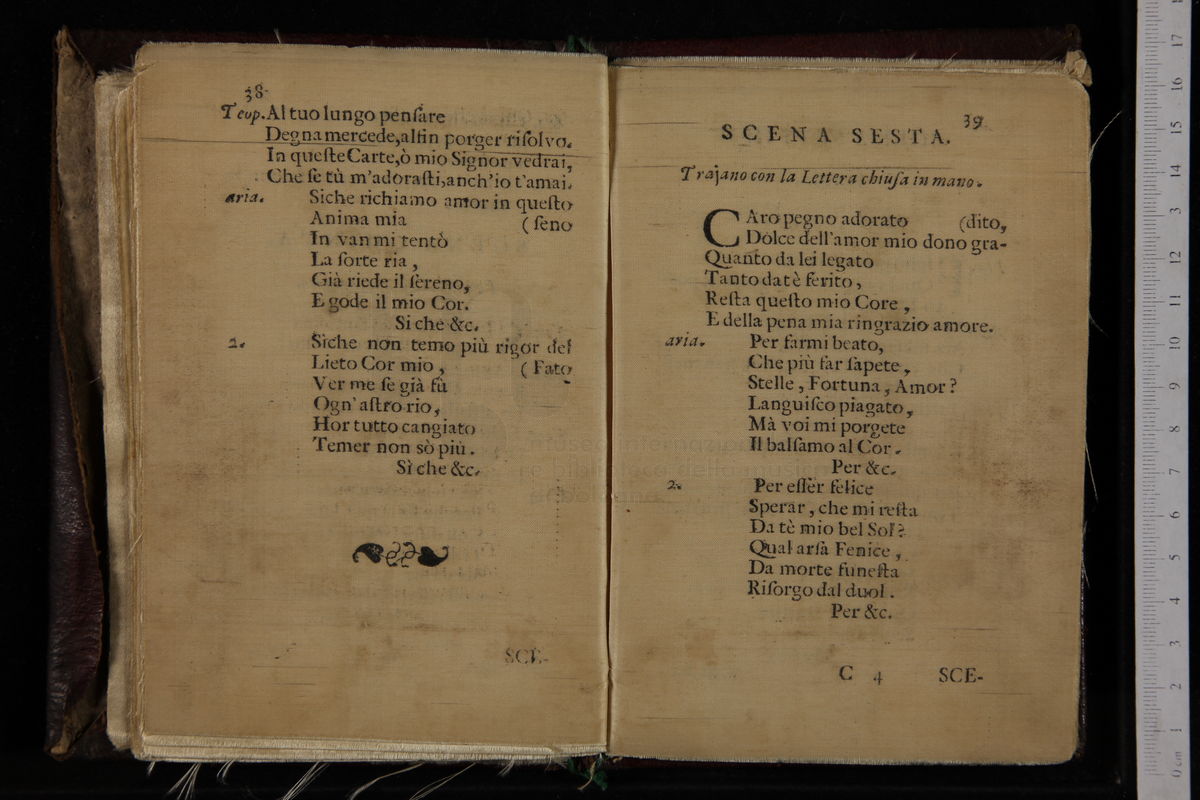 38
Teop. Al tuo lungo penſare
Degna mercede, alfin porger riſolvo.
In queſte Carte, ò mio Signor vedrai,
Che ſe tù m'adoraſti, anch'io t'amai.
aria. Siche richiamo amor in queſto
Anima mia (ſeno
In van mi tentò
La ſorte ria,
Già riede il ſereno,
E gode il mio Cor.
Si che &c.
2. Siche non temo più rigor del
Lieto Cor mio, (Fato
Ver me ſe già fù
Ogn' aſtro rio,
Hor tutto cangiato
Temer non sò più.
Sì che &c.
SCE-
39
SCENA SESTA.
Trajano con la Lettera chiuſa in mano.
CAro pegno adorato (dito,
Dolce dell'amor mio dono gra-
Quanto da lei legato
Tanto da tè ferito,
Reſta queſto mio Core,
E della pena mia ringrazio amore.
aria. Per farmi beato,
Che più far ſapete,
Stelle, Fortuna, Amor?
Languiſco piagato,
Mà voi mi porgete
Il balſamo al Cor.
Per &c.
2. Per eſſer felice
Sperar, che mi reſta
Da tè mio bel Sol?
Qual arſà Fenice,
Da morte funeſta
Riſorgo dal duol.
Per &c.
C 4 SCE-